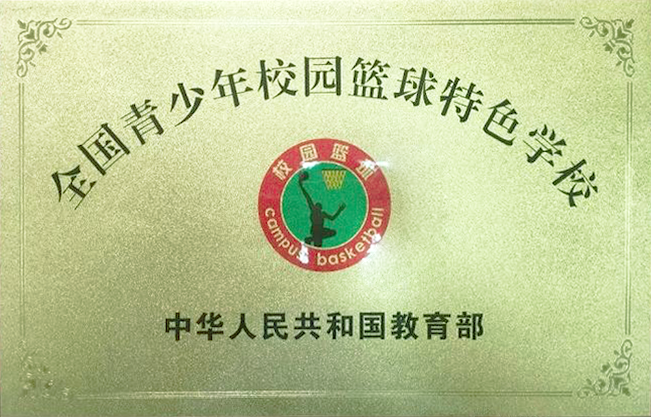 全国青少年校园篮球特色学校
校园篮球
campus basketball
中华人民共和国教育部